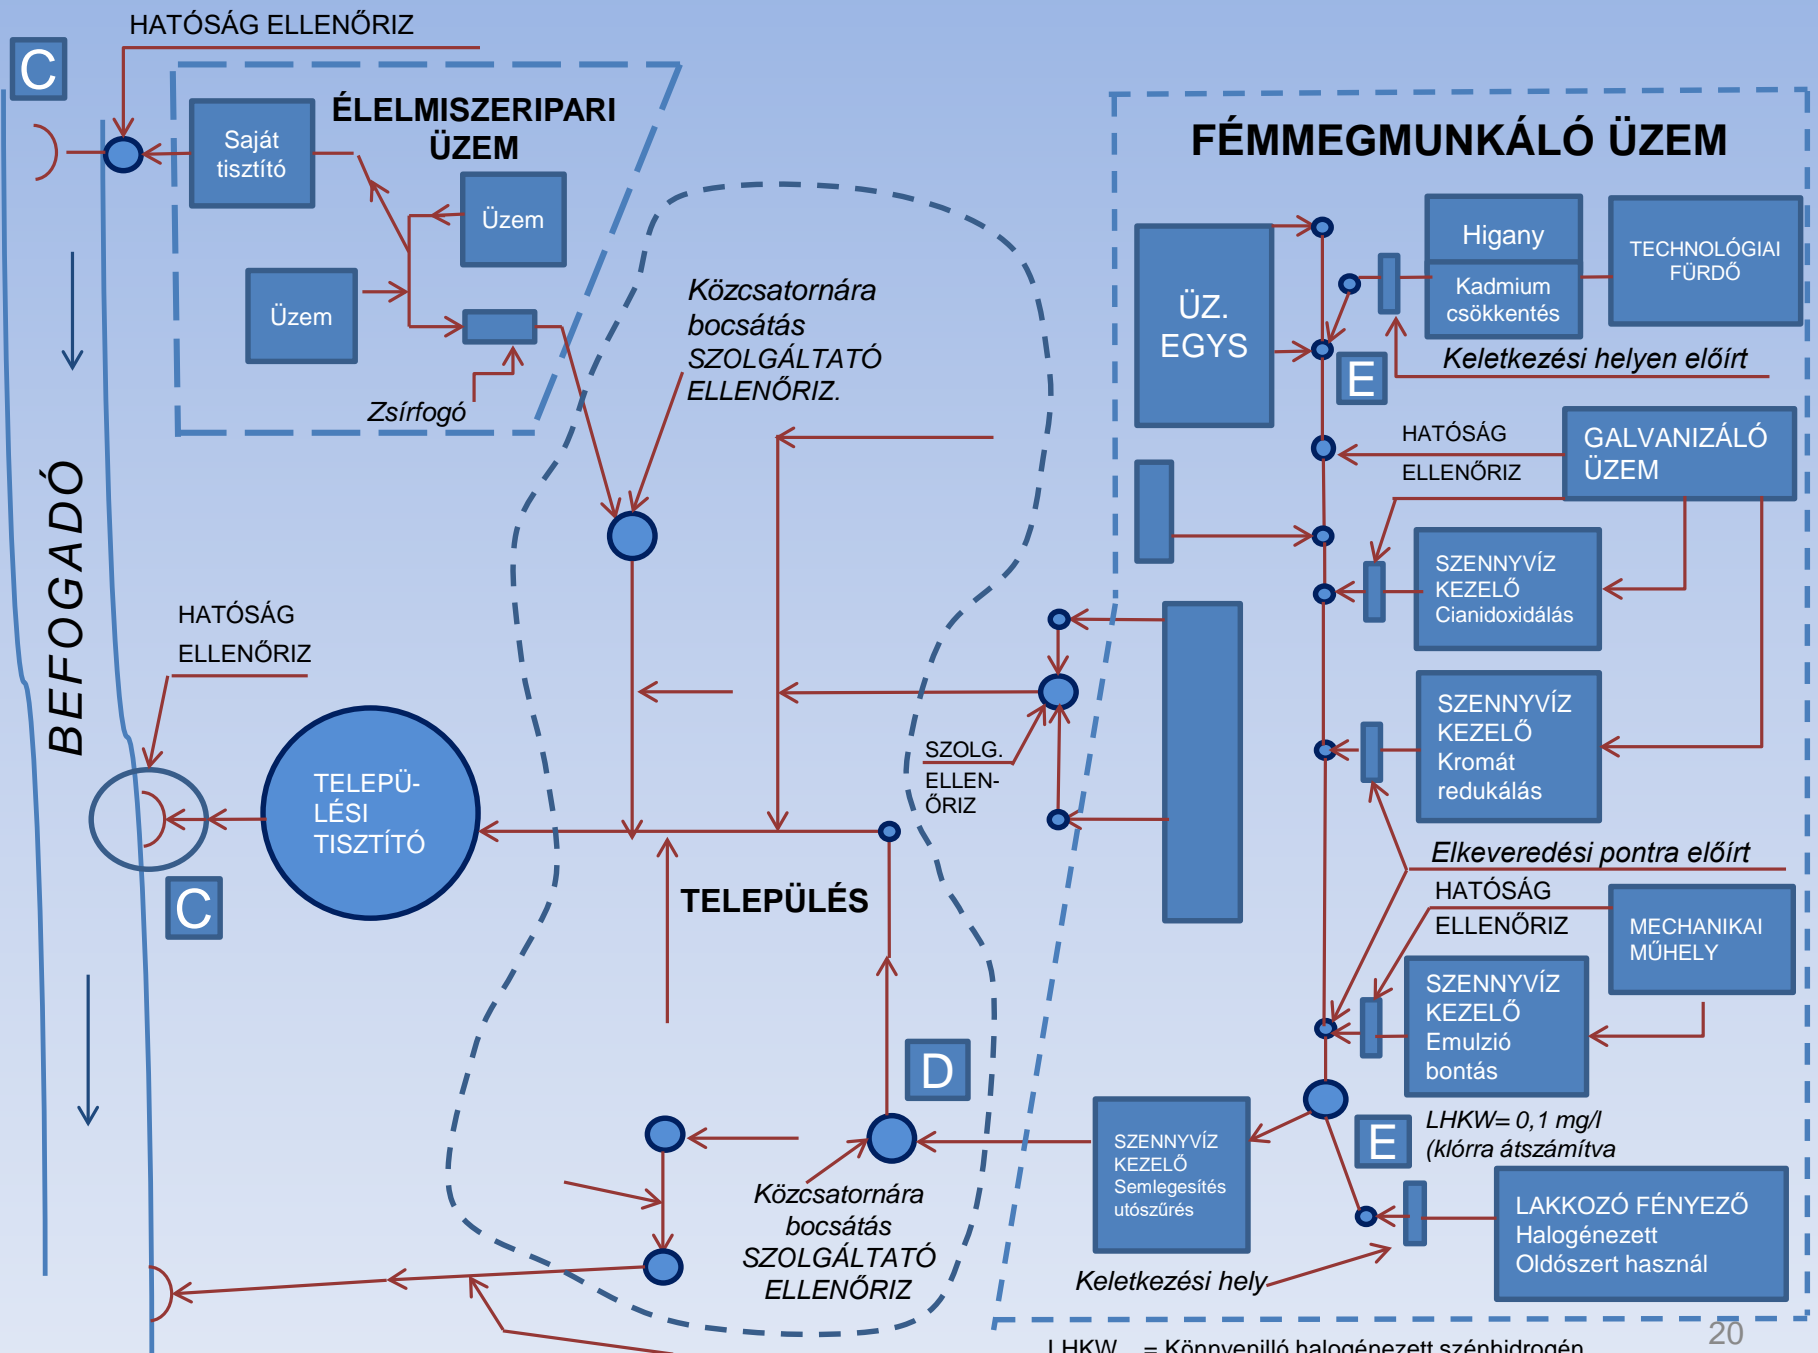 HATÓSÁG ELLENŐRIZ
C
Saját
tisztító
ÉLELMISZERIPARI
ÜZEM
Üzem
Üzem
Zsírfogó
Közcsatornára
bocsátás
SZOLGÁLTATÓ
ELLENŐRIZ.
BEFOGADÓ
HATÓSÁG
ELLENŐRIZ
TELEPÜ-
LÉSI
TISZTÍTÓ
C
TELEPÜLÉS
SZOLG.
ELLEN-
ŐRIZ
D
Közcsatornára
bocsátás
SZOLGÁLTATÓ
ELLENŐRIZ
FÉMMEGMUNKÁLÓ ÜZEM
ÜZ.
EGYS
Higany
Kadmium
csökkentés
TECHNOLÓGIAI
FÜRDŐ
E
Keletkezési helyen előírt
HATÓSÁG
ELLENŐRIZ
GALVANIZÁLÓ
ÜZEM
SZENNYVÍZ
KEZELŐ
Cianidoxidálás
SZENNYVÍZ
KEZELŐ
Kromát
redukálás
Elkeveredési pontra előírt
HATÓSÁG
ELLENŐRIZ
MECHANIKAI
MŰHELY
SZENNYVÍZ
KEZELŐ
Emulzió
bontás
E
LHKW= 0,1 mg/l
(klórra átszámítva
SZENNYVÍZ
KEZELŐ
Semlegesítés
utószűrés
LAKKOZÓ FÉNYEZŐ
Halogénezett
Oldószert használ
Keletkezési hely
LHKW = Könnyenilló halogénezett szénhidrogén
20